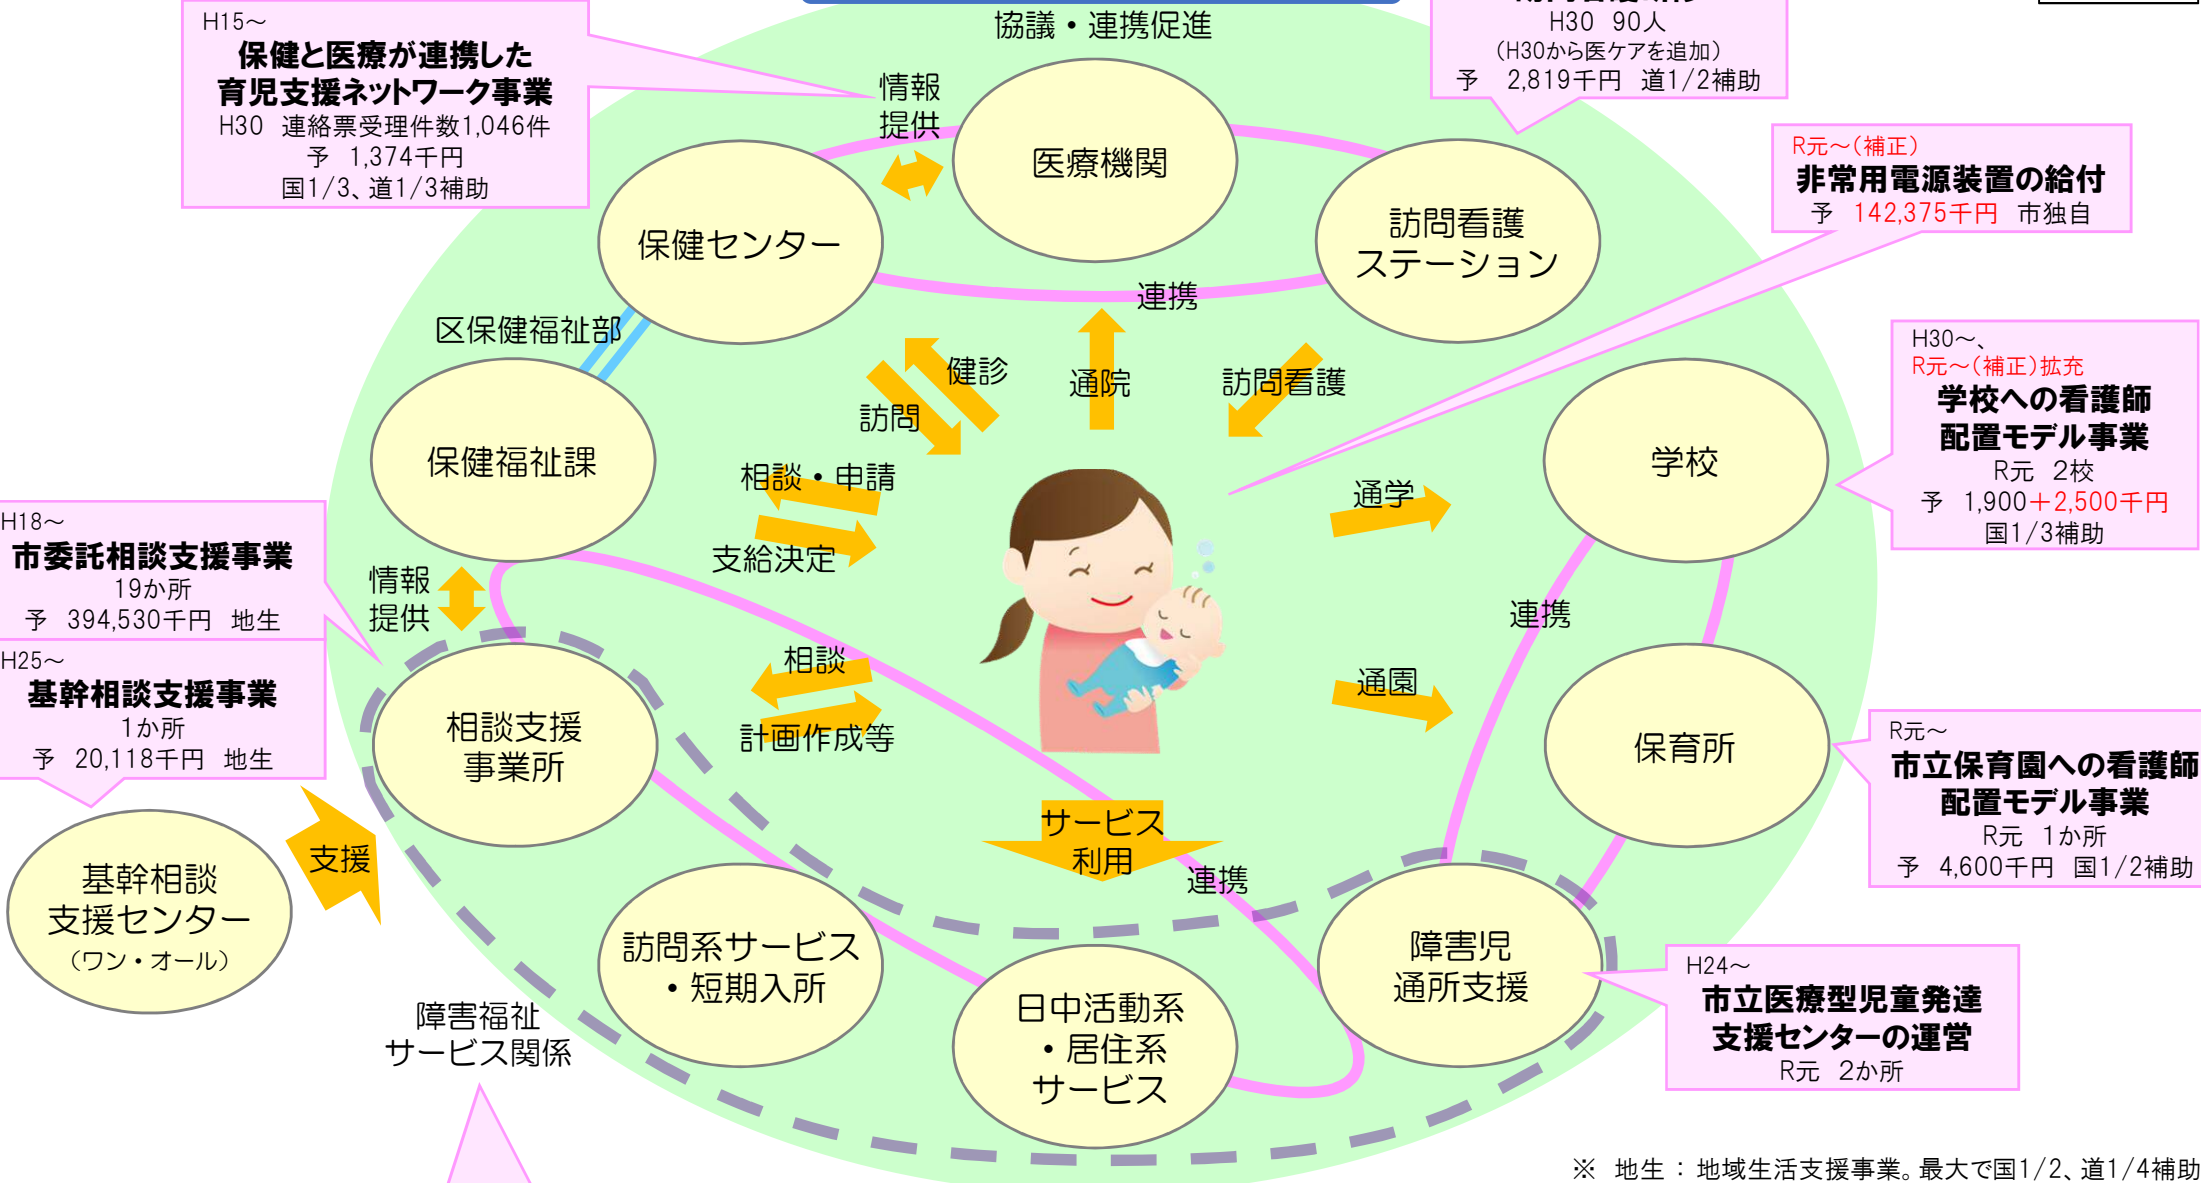 協議・連携促進
H15～
保健と医療が連携した
育児支援ネットワーク事業
H30 連絡票受理件数1,046件
予 1,374千円
国1/3、道1/3補助
H30 90人
（H30から医ケアを追加）
予 2,819千円 道1/2補助
情報
提供
医療機関
保健センター
訪問看護
ステーション
連携
R元～（補正）
非常用電源装置の給付
予 142,375千円 市独自
区保健福祉部
健診
訪問
通院
訪問看護
H30～、
R元～（補正）拡充
学校への看護師
配置モデル事業
R元 2校
予 1,900＋2,500千円
国1/3補助
保健福祉課
学校
相談・申請
支給決定
通学
H18～
市委託相談支援事業
19か所
予 394,530千円 地生
情報
提供
連携
H25～
基幹相談支援事業
1か所
予 20,118千円 地生
相談支援
事業所
相談
計画作成等
通園
保育所
R元～
市立保育園への看護師
配置モデル事業
R元 1か所
予 4,600千円 国1/2補助
サービス
利用
連携
支援
基幹相談
支援センター
（ワン・オール）
訪問系サービス
・短期入所
日中活動系
・居住系
サービス
障害児
通所支援
障害福祉
サービス関係
H24～
市立医療型児童発達
支援センターの運営
R元 2か所
※ 地生：地域生活支援事業。最大で国1/2、道1/4補助